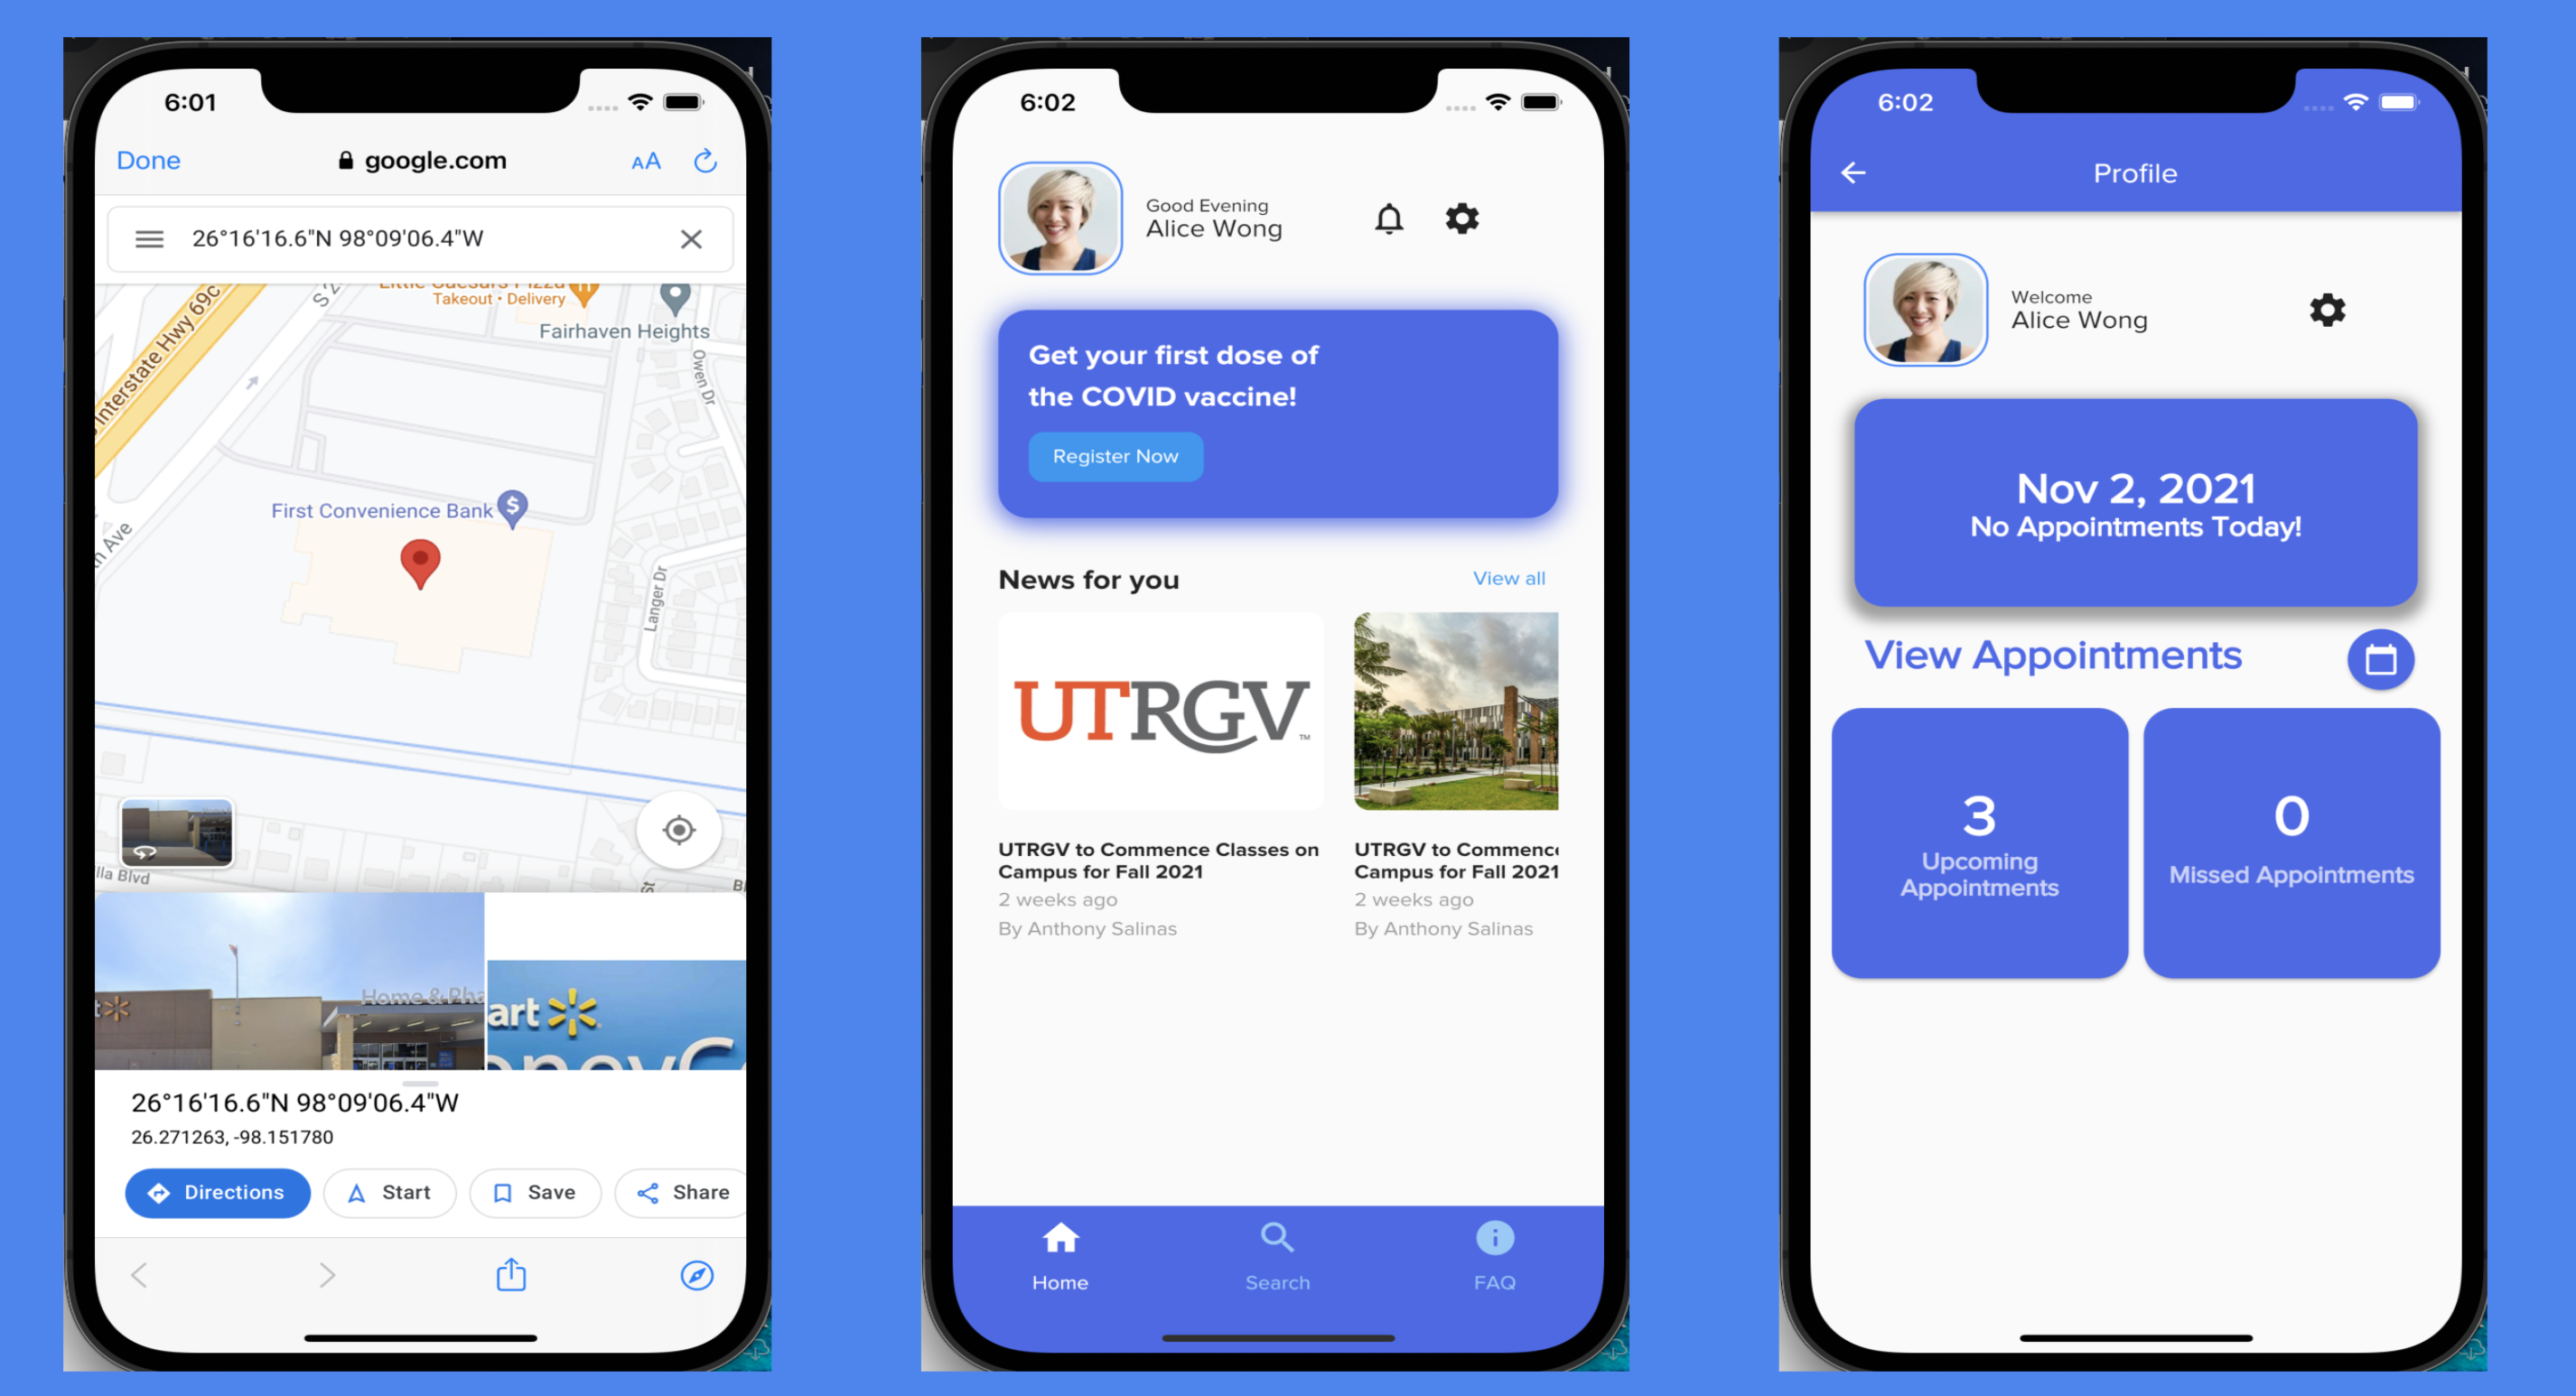 6:01
Done
google.com
AA
26°16'16.6"N 98°09'06.4"W
Interstate Hwy 69c
Takeout • Delivery
Fairhaven Heights
Owen Dr
First Convenience Bank
Ave
Langer Dr
Blvd
St
Home &
art
26°16'16.6"N 98°09'06.4"W
26.271263, -98.151780
Directions
Start
Save
Share
6:02
Good Evening
Alice Wong
Get your first dose of
the COVID vaccine!
Register Now
News for you
View all
UTRGV TM
UTRGV to Commence Classes on
Campus for Fall 2021
2 weeks ago
By Anthony Salinas
UTRGV to Commenc
Campus for Fall 2021
2 weeks ago
By Anthony Salinas
Home
Search
FAQ
6:02
Profile
Welcome
Alice Wong
Nov 2, 2021
No Appointments Today!
View Appointments
3
Upcoming
Appointments
0
Missed Appointments